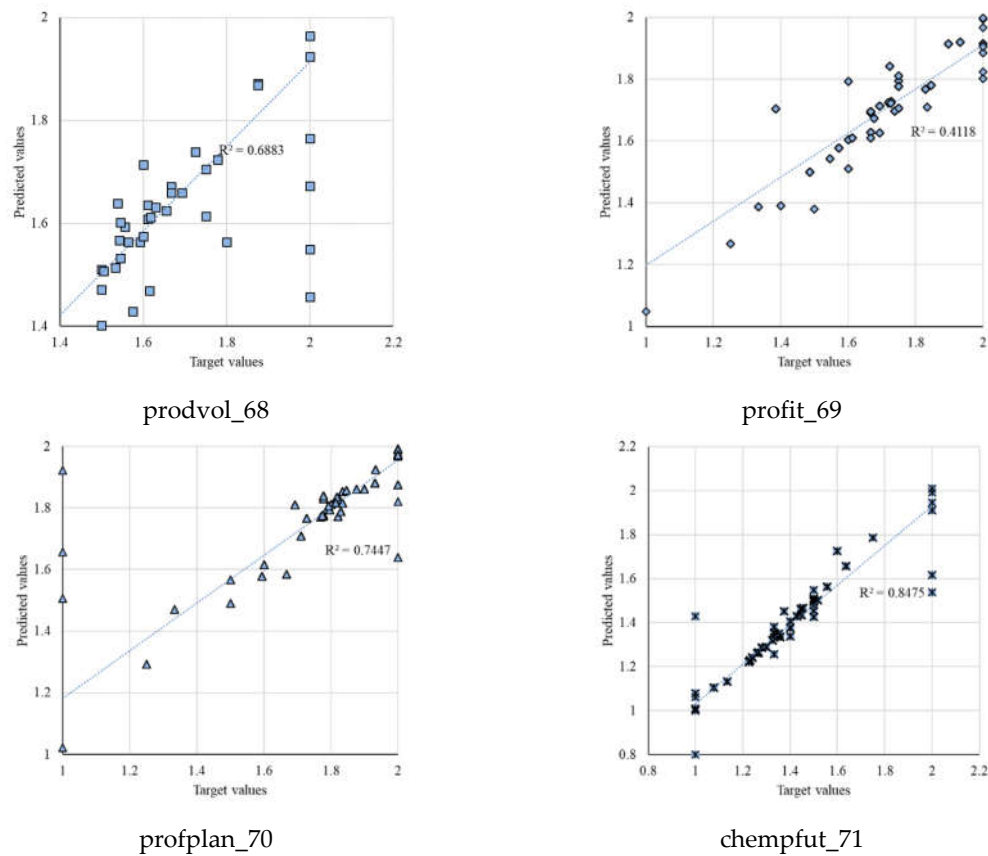 2
1.8
1.6
1.4
Predicted values
R² = 0.6883
1.4 1.6 1.8 2 2.2
Target values
prodvol_68
2
1.8
1.6
1.4
1.2
1
Predicted values
R² = 0.4118
1 1.2 1.4 1.6 1.8 2
Target values
profit_69
2
1.8
1.6
1.4
1.2
1
Predicted values
R² = 0.7447
1 1.2 1.4 1.6 1.8 2
Target values
profplan_70
2.2
2
1.8
1.6
1.4
1.2
1
0.8
Predicted values
R² = 0.8475
0.8 1 1.2 1.4 1.6 1.8 2 2.2
Target values
chempfut_71